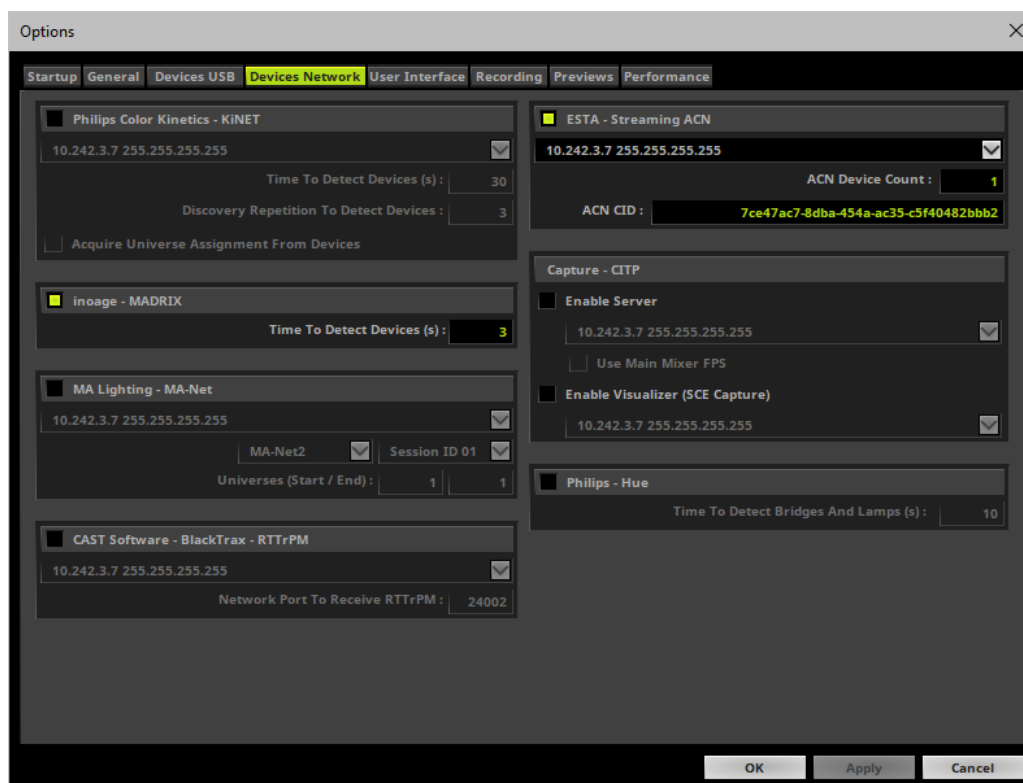 Options
Startup General Devices USB Devices Network User Interface Recording Previews Performance
Philips Color Kinetics - KiNET
10.242.3.7 255.255.255.255
Time To Detect Devices (s) : 30
Discovery Repetition To Detect Devices : 3
Acquire Universe Assignment From Devices
inoage - MADRIX
Time To Detect Devices (s) : 3
MA Lighting - MA-Net
10.242.3.7 255.255.255.255
MA-Net2 Session ID 01
Universes (Start / End) : 1 1
CAST Software - BlackTrax - RTTrPM
10.242.3.7 255.255.255.255
Network Port To Receive RTTrPM : 24002
ESTA - Streaming ACN
10.242.3.7 255.255.255.255
ACN Device Count : 1
ACN CID : 7ce47ac7-8dba-454a-ac35-c5f40482bbb2
Capture - CITP
Enable Server
10.242.3.7 255.255.255.255
Use Main Mixer FPS
Enable Visualizer (SCE Capture)
10.242.3.7 255.255.255.255
Philips - Hue
Time To Detect Bridges And Lamps (s) : 10
OK Apply Cancel